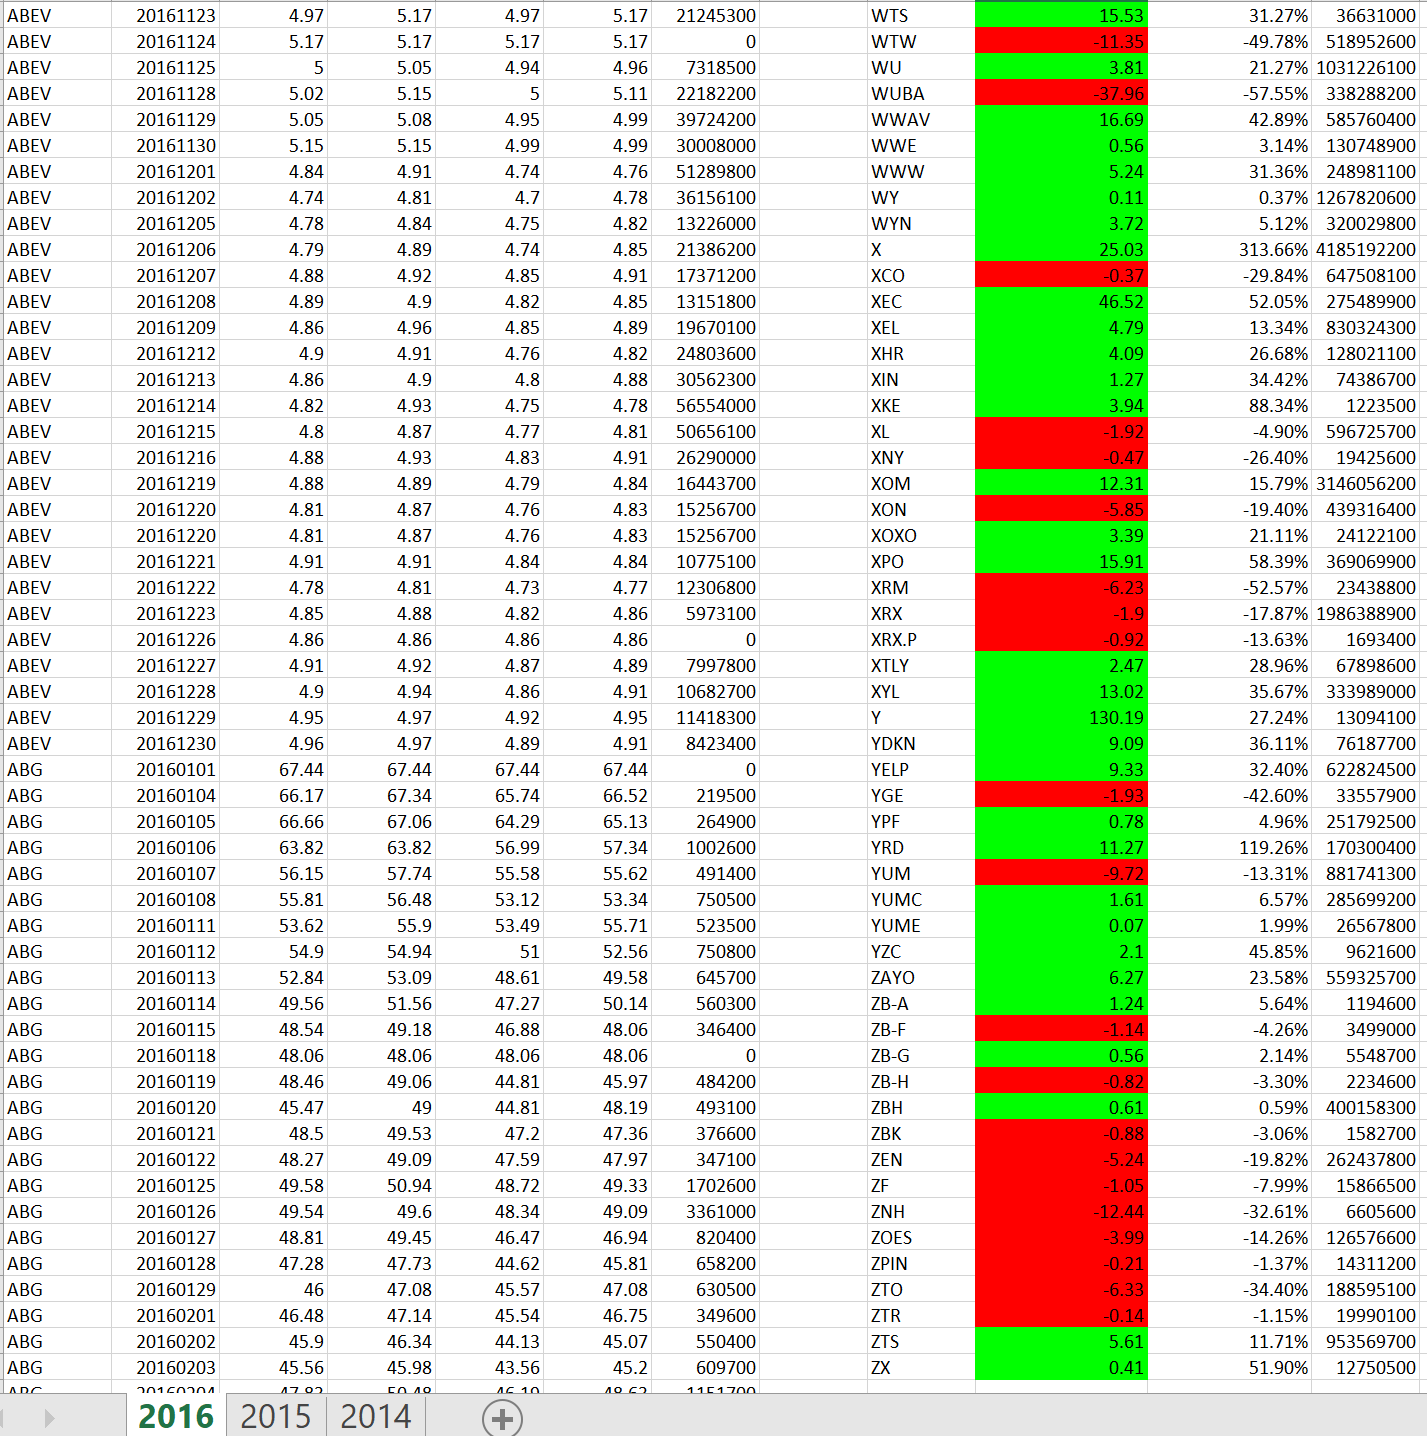 ABEV 20161123 4.97 5.17 4.97 5.17 21245300 WTS 15.53 31.27% 36631000
ABEV 20161124 5.17 5.17 5.17 5.17 0 WTW -11.35 -49.78% 518952600
ABEV 20161125 5 5.05 4.94 4.96 7318500 WU 3.81 21.27% 1031226100
ABEV 20161128 5.02 5.15 5 5.11 22182200 WUBA -37.96 -57.55% 338288200
ABEV 20161129 5.05 5.08 4.95 4.99 39724200 WWAV 16.69 42.89% 585760400
ABEV 20161130 5.15 5.15 4.99 4.99 30008000 WWE 0.56 3.14% 130748900
ABEV 20161201 4.84 4.91 4.74 4.76 51289800 WWW 5.24 31.36% 248981100
ABEV 20161202 4.74 4.81 4.7 4.78 36156100 WY 0.11 0.37% 1267820600
ABEV 20161205 4.78 4.84 4.75 4.82 13226000 WYN 3.72 5.12% 320029800
ABEV 20161206 4.79 4.89 4.74 4.85 21386200 X 25.03 313.66% 4185192200
ABEV 20161207 4.88 4.92 4.85 4.91 17371200 XCO -0.37 -29.84% 647508100
ABEV 20161208 4.89 4.9 4.82 4.85 13151800 XEC 46.52 52.05% 275489900
ABEV 20161209 4.86 4.96 4.85 4.89 19670100 XEL 4.79 13.34% 830324300
ABEV 20161212 4.9 4.91 4.76 4.82 24803600 XHR 4.09 26.68% 128021100
ABEV 20161213 4.86 4.9 4.8 4.88 30562300 XIN 1.27 34.42% 74386700
ABEV 20161214 4.82 4.93 4.75 4.78 56554000 XKE 3.94 88.34% 1223500
ABEV 20161215 4.8 4.87 4.77 4.81 50656100 XL -1.92 -4.90% 596725700
ABEV 20161216 4.88 4.93 4.83 4.91 26290000 XNY -0.47 -26.40% 19425600
ABEV 20161219 4.88 4.89 4.79 4.84 16443700 XOM 12.31 15.79% 3146056200
ABEV 20161220 4.81 4.87 4.76 4.83 15256700 XON -5.85 -19.40% 439316400
ABEV 20161220 4.81 4.87 4.76 4.83 15256700 XOXO 3.39 21.11% 24122100
ABEV 20161221 4.91 4.91 4.84 4.84 10775100 XPO 15.91 58.39% 369069900
ABEV 20161222 4.78 4.81 4.73 4.77 12306800 XRM -6.23 -52.57% 23438800
ABEV 20161223 4.85 4.88 4.82 4.86 5973100 XRX -1.9 -17.87% 1986388900
ABEV 20161226 4.86 4.86 4.86 4.86 0 XRX.P -0.92 -13.63% 1693400
ABEV 20161227 4.91 4.92 4.87 4.89 7997800 XTLY 2.47 28.96% 67898600
ABEV 20161228 4.9 4.94 4.86 4.91 10682700 XYL 13.02 35.67% 333989000
ABEV 20161229 4.95 4.97 4.92 4.95 11418300 Y 130.19 27.24% 13094100
ABEV 20161230 4.96 4.97 4.89 4.91 8423400 YDKN 9.09 36.11% 76187700
ABG 20160101 67.44 67.44 67.44 67.44 0 YELP 9.33 32.40% 622824500
ABG 20160104 66.17 67.34 65.74 66.52 219500 YGE -1.93 -42.60% 33557900
ABG 20160105 66.66 67.06 64.29 65.13 264900 YPF 0.78 4.96% 251792500
ABG 20160106 63.82 63.82 56.99 57.34 1002600 YRD 11.27 119.26% 170300400
ABG 20160107 56.15 57.74 55.58 55.62 491400 YUM -9.72 -13.31% 881741300
ABG 20160108 55.81 56.48 53.12 53.34 750500 YUMC 1.61 6.57% 285699200
ABG 20160111 53.62 55.9 53.49 55.71 523500 YUME 0.07 1.99% 26567800
ABG 20160112 54.9 54.94 51 52.56 750800 YZC 2.1 45.85% 9621600
ABG 20160113 52.84 53.09 48.61 49.58 645700 ZAYO 6.27 23.58% 559325700
ABG 20160114 49.56 51.56 47.27 50.14 560300 ZB-A 1.24 5.64% 1194600
ABG 20160115 48.54 49.18 46.88 48.06 346400 ZB-F -1.14 -4.26% 3499000
ABG 20160118 48.06 48.06 48.06 48.06 0 ZB-G 0.56 2.14% 5548700
ABG 20160119 48.46 49.06 44.81 45.97 484200 ZB-H -0.82 -3.30% 2234600
ABG 20160120 45.47 49 44.81 48.19 493100 ZBH 0.61 0.59% 400158300
ABG 20160121 48.5 49.53 47.2 47.36 376600 ZBK -0.88 -3.06% 1582700
ABG 20160122 48.27 49.09 47.59 47.97 347100 ZEN -5.24 -19.82% 262437800
ABG 20160125 49.58 50.94 48.72 49.33 1702600 ZF -1.05 -7.99% 15866500
ABG 20160126 49.54 49.6 48.34 49.09 3361000 ZNH -12.44 -32.61% 6605600
ABG 20160127 48.81 49.45 46.47 46.94 820400 ZOES -3.99 -14.26% 126576600
ABG 20160128 47.28 47.73 44.62 45.81 658200 ZPIN -0.21 -1.37% 14311200
ABG 20160129 46 47.08 45.57 47.08 630500 ZTO -6.33 -34.40% 188595100
ABG 20160201 46.48 47.14 45.54 46.75 349600 ZTR -0.14 -1.15% 19990100
ABG 20160202 45.9 46.34 44.13 45.07 550400 ZTS 5.61 11.71% 953569700
ABG 20160203 45.56 45.98 43.56 45.2 609700 ZX 0.41 51.90% 12750500
2016 2015 2014